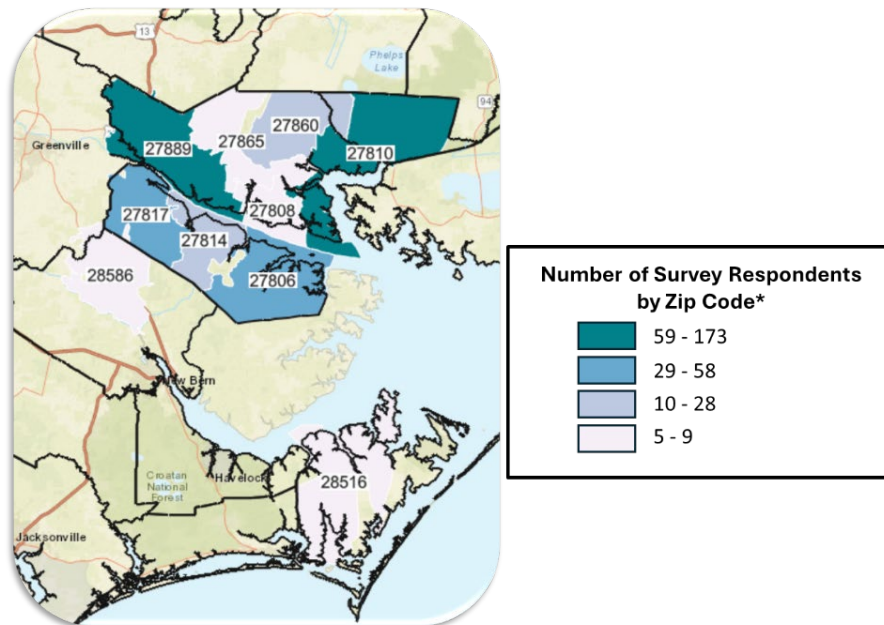 13
Phelps
Lake
94
27860
27865
Greenville
27889
27810
27817
27808
27814
28586
27806
New Bern
Croatan
National
Forest
Havelock
28516
Jacksonville
Number of Survey Respondents
by Zip Code*
59 - 173
29 - 58
10 - 28
5 - 9